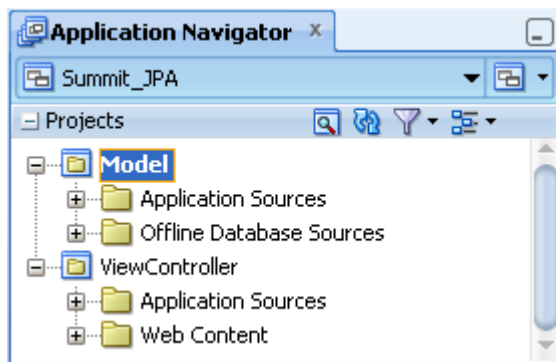 Application Navigator
Summit_JPA
Projects
Model
Application Sources
Offline Database Sources
ViewController
Application Sources
Web Content